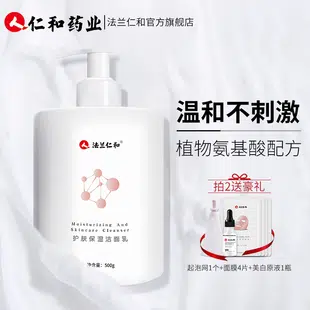 仁和药业 法兰仁和官方旗舰店
温和不刺激
植物氨基酸配方
法兰仁和
Moisturizing And
Skincare Cleanser
护肤保湿洁面乳
净含量：500g
拍2送豪礼
起泡网1个+面膜4片+美白原液1瓶